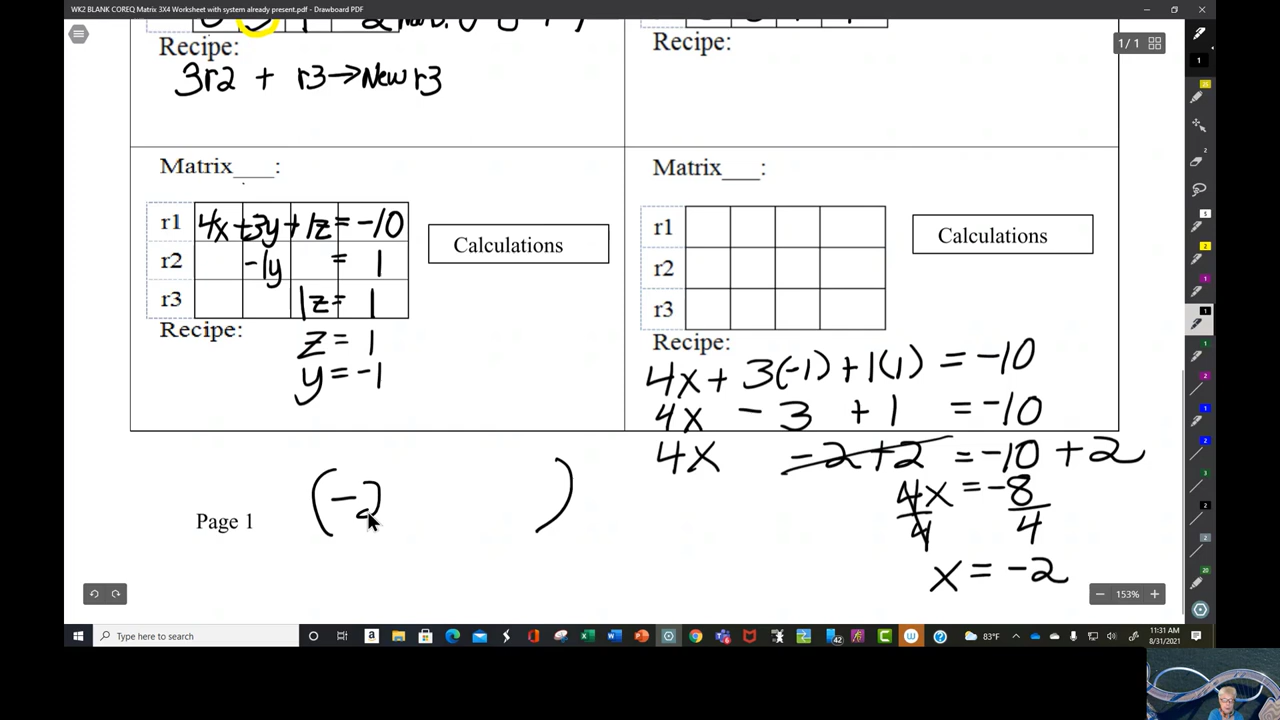 WK2 BLANK COREQ Matrix 3X4 Worksheet with system already present.pdf - Drawboard PDF
1/1
Recipe:
3r2 + r3→New r3
Recipe:
Matrix___:
r1 4x +3y + 1z = -10
r2 -1y = 1
r3 1z = 1
Calculations
Recipe:
z = 1
y = -1
Matrix___:
r1
r2
r3
Calculations
Recipe:
4x + 3(-1) + 1(1) = -10
4x - 3 + 1 = -10
4x -2+2 = -10 + 2
4x = -8
4 4
x = -2
Page 1
(-2 )
153%
Type here to search
83°F
11:31 AM
8/31/2021